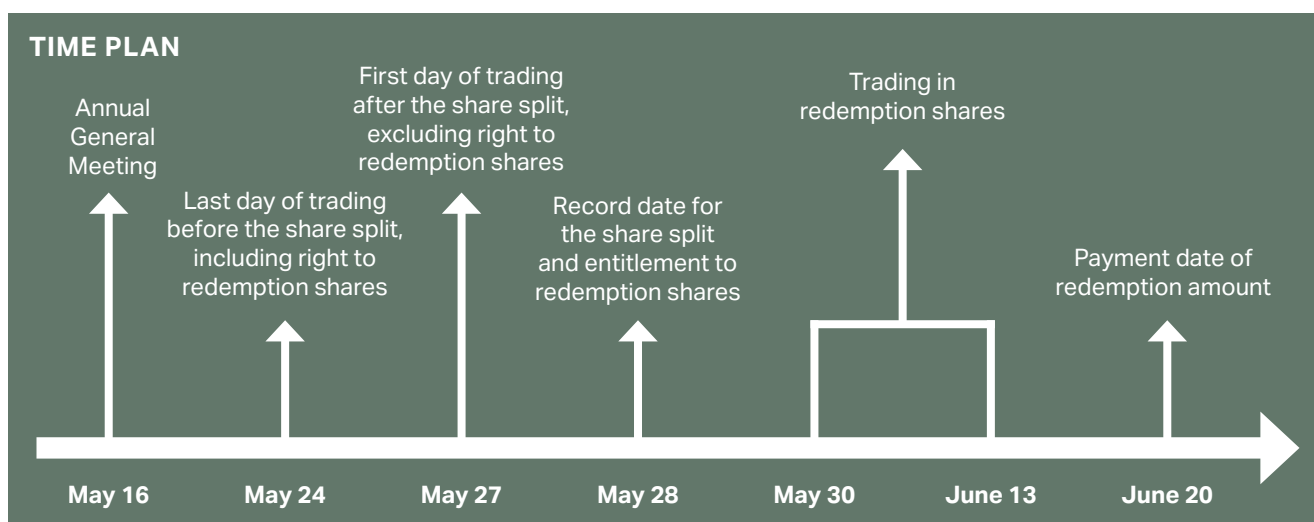 TIME PLAN
Annual
General
Meeting
Last day of trading
before the share split,
including right to
redemption shares
First day of trading
after the share split,
excluding right to
redemption shares
Record date for
the share split
and entitlement to
redemption shares
Trading in
redemption shares
Payment date of
redemption amount
May 16
May 24
May 27
May 28
May 30
June 13
June 20